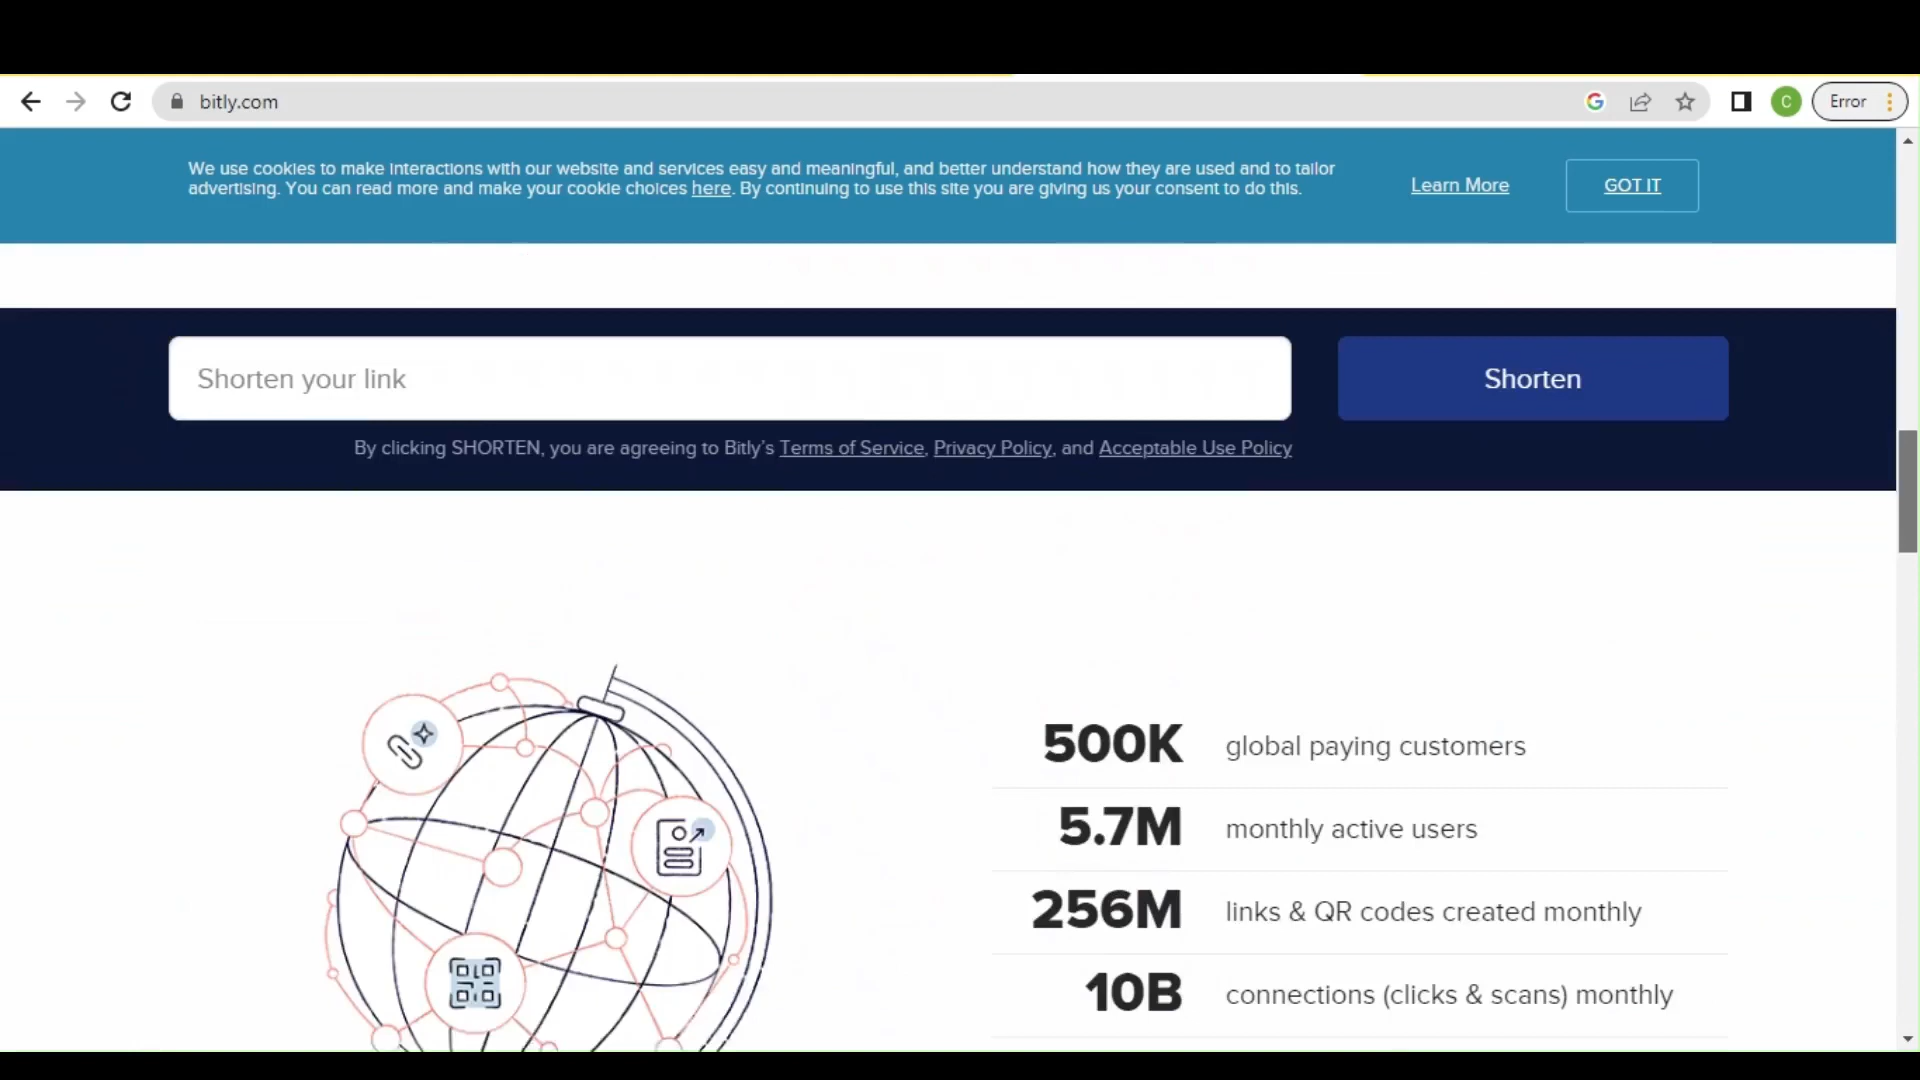 bitly.com
C
Error
We use cookies to make interactions with our website and services easy and meaningful, and better understand how they are used and to tailor
advertising. You can read more and make your cookie choices here. By continuing to use this site you are giving us your consent to do this.
Learn More
GOT IT
Shorten your link
Shorten
By clicking SHORTEN, you are agreeing to Bitly’s Terms of Service, Privacy Policy, and Acceptable Use Policy
500K global paying customers
5.7M monthly active users
256M links & QR codes created monthly
10B connections (clicks & scans) monthly